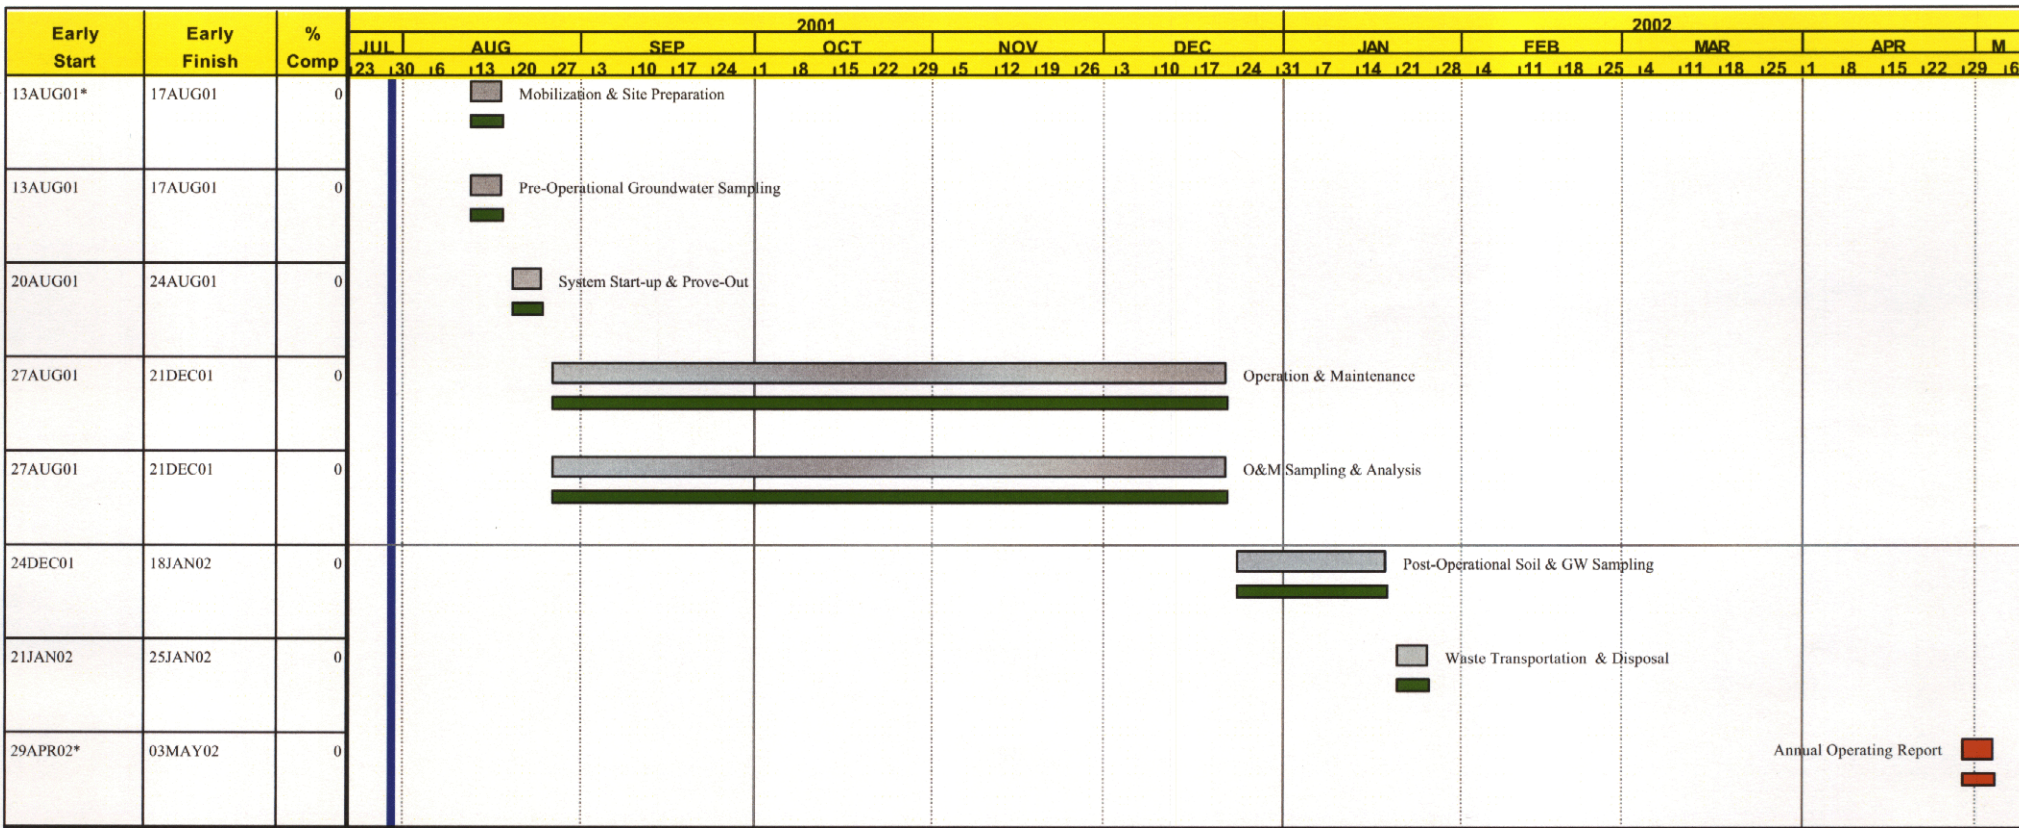 Early Start Early Finish % Comp
2001 2002
JUL AUG SEP OCT NOV DEC JAN FEB MAR APR M
23 30 6 13 20 27 3 10 17 24 1 8 15 22 29 5 12 19 26 3 10 17 24 31 7 14 21 28 4 11 18 25 4 11 18 25 1 8 15 22 29 6
13AUG01* 17AUG01 0 Mobilization & Site Preparation
13AUG01 17AUG01 0 Pre-Operational Groundwater Sampling
20AUG01 24AUG01 0 System Start-up & Prove-Out
27AUG01 21DEC01 0 Operation & Maintenance
27AUG01 21DEC01 0 O&M Sampling & Analysis
24DEC01 18JAN02 0 Post-Operational Soil & GW Sampling
21JAN02 25JAN02 0 Waste Transportation & Disposal
29APR02* 03MAY02 0 Annual Operating Report